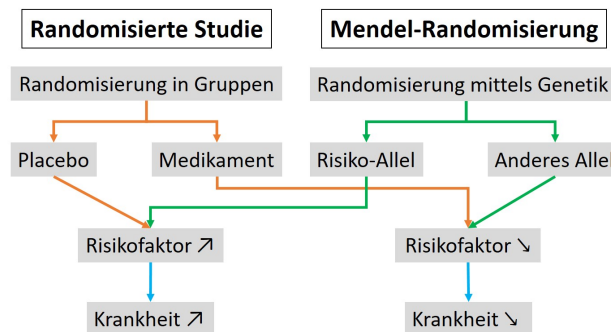 Randomisierte Studie
Mendel-Randomisierung
Randomisierung in Gruppen
Randomisierung mittels Genetik
Placebo
Medikament
Risiko-Allel
Anderes Allel
Risikofaktor ↗
Risikofaktor ↘
Krankheit ↗
Krankheit ↘